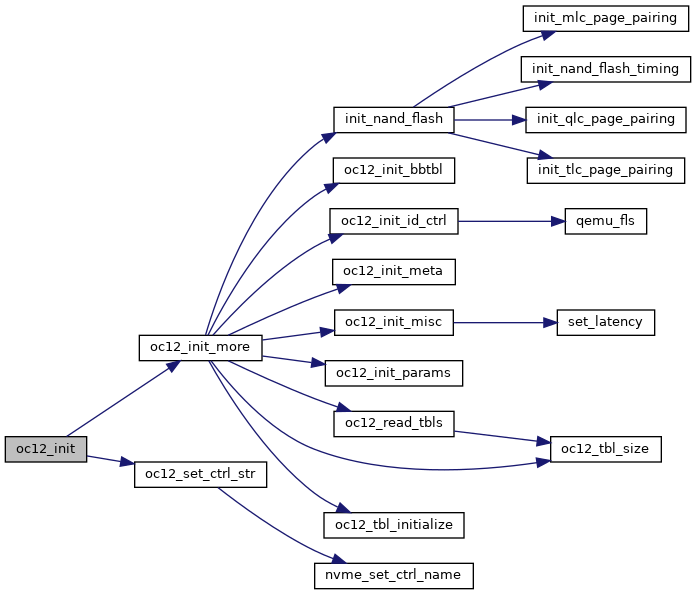 init_mlc_page_pairing
init_nand_flash_timing
init_nand_flash
init_qlc_page_pairing
oc12_init_bbtbl
init_tlc_page_pairing
oc12_init_id_ctrl
qemu_fls
oc12_init_meta
oc12_init_misc
set_latency
oc12_init_more
oc12_init_params
oc12_read_tbls
oc12_init
oc12_tbl_size
oc12_set_ctrl_str
oc12_tbl_initialize
nvme_set_ctrl_name